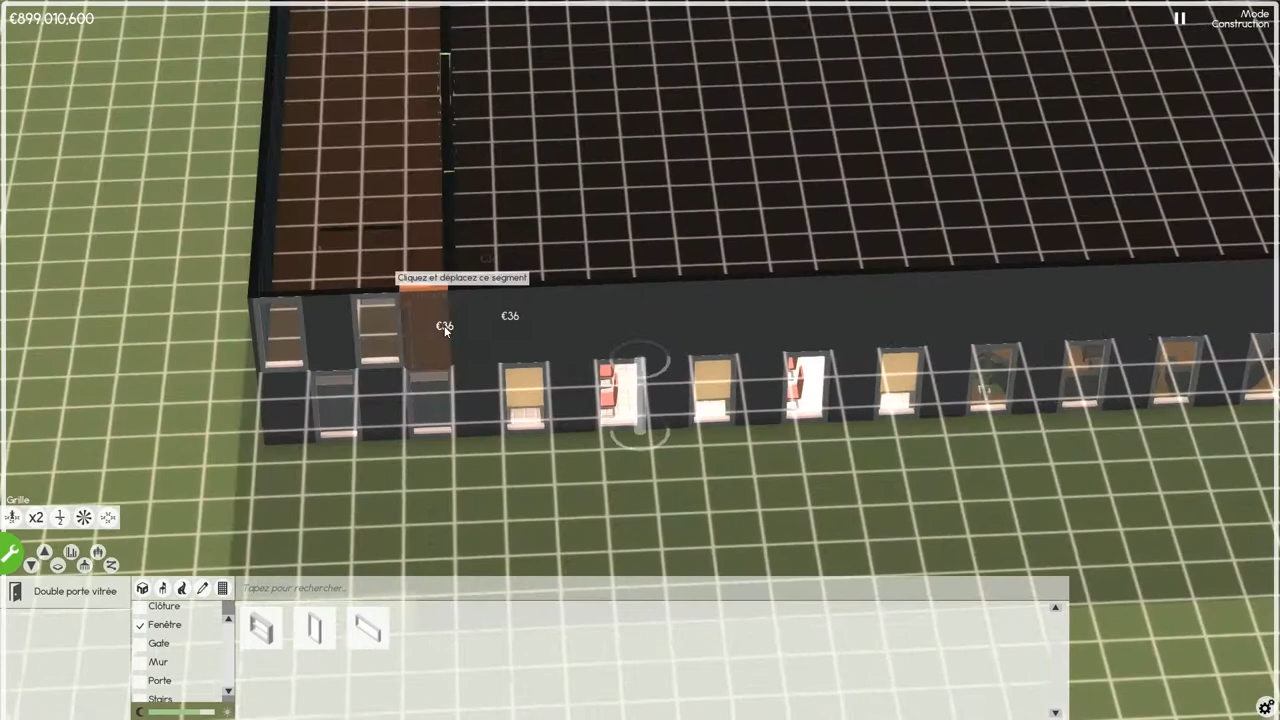 €899,010,600
Mode
Construction
Cliquez et déplacez ce segment
€36
€36
Grille
x2
Double porte vitrée
Tapez pour rechercher...
Clôture
Fenêtre
Gate
Mur
Porte
Stairs